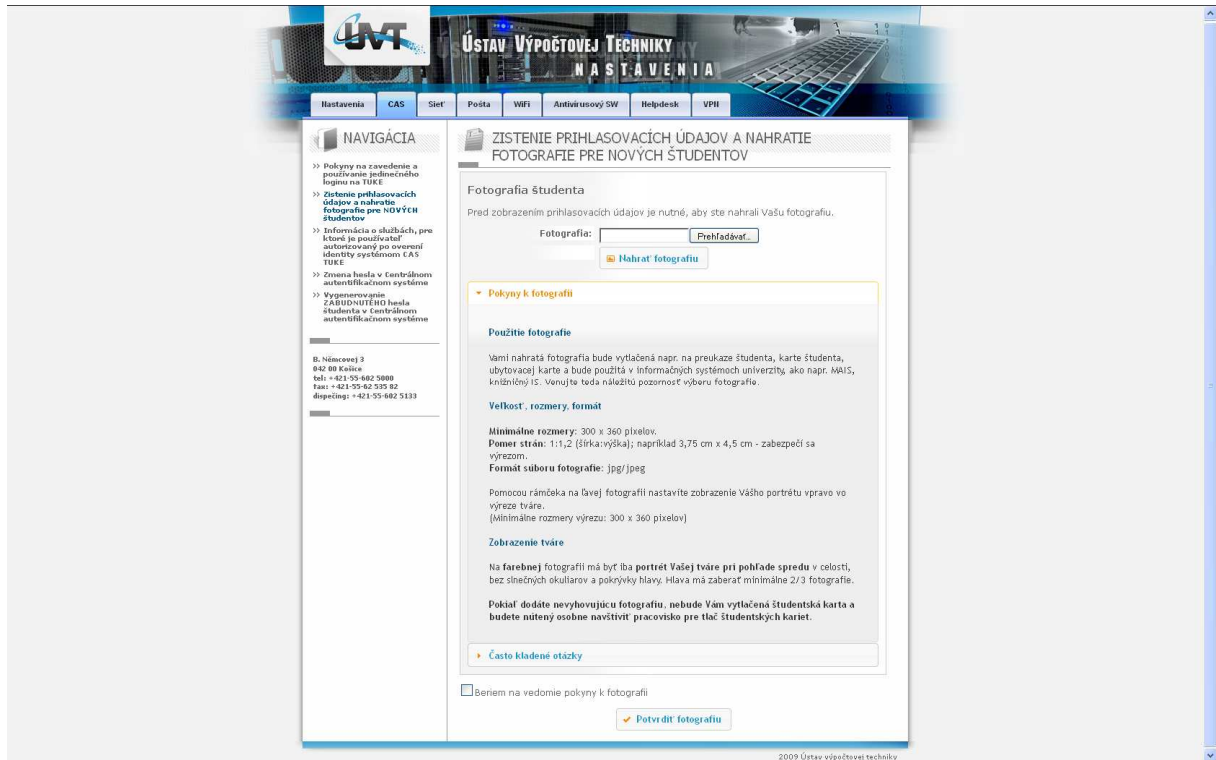 ÚVT
ÚSTAV VÝPOČTOVEJ TECHNIKY
NASTAVENIA
Nastavenia
CAS
Sieť
Pošta
WiFi
Antivírusový SW
Helpdesk
VPN
NAVIGÁCIA
Pokyny na zavedenie a
používanie jedinečného
loginu na TUKE
Zistenie prihlasovacích
údajov a nahratie
fotografie pre NOVÝCH
študentov
Informácia o službách, pre
ktoré je používateľ
autorizovaný po overení
identity systémom CAS
TUKE
Zmena hesla v Centrálnom
autentifikačnom systéme
Vygenerovanie
ZABUDNUTÉHO hesla
študenta v Centrálnom
autentifikačnom systéme
B. Němcovej 3
042 00 Košice
tel: +421-55-602 5000
fax: +421-55-62 535 82
dispečing: +421-55-602 5133
ZISTENIE PRIHLASOVACÍCH ÚDAJOV A NAHRATIE
FOTOGRAFIE PRE NOVÝCH ŠTUDENTOV
Fotografia študenta
Pred zobrazením prihlasovacích údajov je nutné, aby ste nahrali Vašu fotografiu.
Fotografia:
Prehľadávať...
Nahrať fotografiu
Pokyny k fotografii
Použitie fotografie
Vami nahratá fotografia bude vytlačená napr. na preukaze študenta, karte študenta,
ubytovacej karte a bude použitá v informačných systémoch univerzity, ako napr. MAIS,
knižničný IS. Venujte teda náležitú pozornosť výberu fotografie.
Veľkosť, rozmery, formát
Minimálne rozmery: 300 x 360 pixelov.
Pomer strán: 1:1,2 (šírka:výška); napríklad 3,75 cm x 4,5 cm - zabezpečí sa
výrezom.
Formát súboru fotografie: jpg/jpeg
Pomocou rámčeka na ľavej fotografii nastavíte zobrazenie Vášho portrétu vpravo vo
výreze tváre.
(Minimálne rozmery výrezu: 300 x 360 pixelov)
Zobrazenie tváre
Na farebnej fotografii má byť iba portrét Vašej tváre pri pohľade spredu v celosti,
bez slnečných okuliarov a pokrývky hlavy. Hlava má zaberať minimálne 2/3 fotografie.
Pokiaľ dodáte nevyhovujúcu fotografiu, nebude Vám vytlačená študentská karta a
budete nútený osobne navštíviť pracovisko pre tlač študentských kariet.
Často kladené otázky
Beriem na vedomie pokyny k fotografii
Potvrdiť fotografiu
2009 Ústav výpočtovej techniky